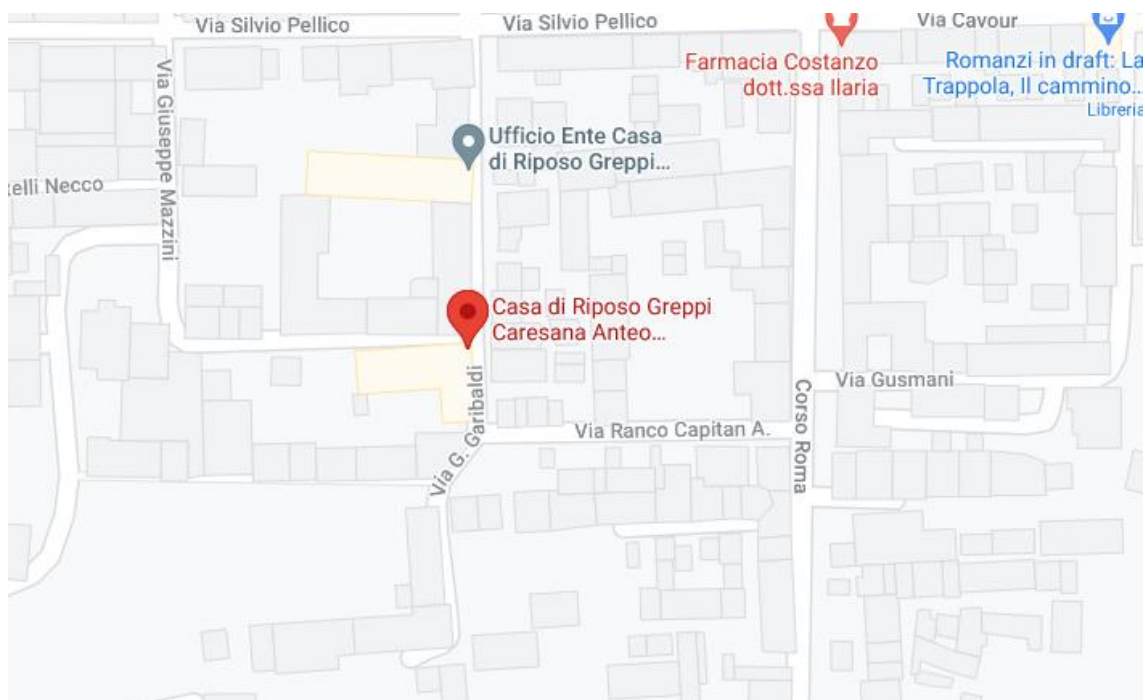 Via Silvio Pellico
Via Silvio Pellico
Via Cavour
Farmacia Costanzo
dott.ssa Ilaria
Romanzi in draft: La
Trappola, Il cammino...
Libreria
Via Giuseppe Mazzini
Ufficio Ente Casa
di Riposo Greppi...
elli Necco
Casa di Riposo Greppi
Caresana Anteo...
Via G. Garibaldi
Via Gusmani
Corso Roma
Via Ranco Capitan A.